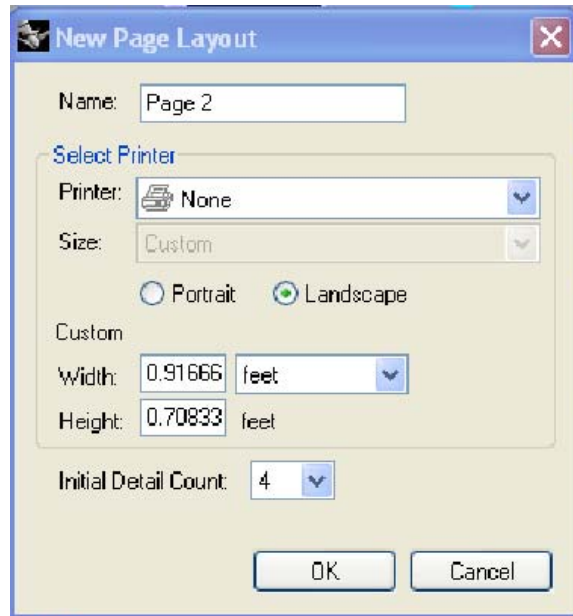 New Page Layout
Name: Page 2
Select Printer
Printer: None
Size: Custom
Portrait Landscape
Custom
Width: 0.91666 feet
Height: 0.70833 feet
Initial Detail Count: 4
OK Cancel